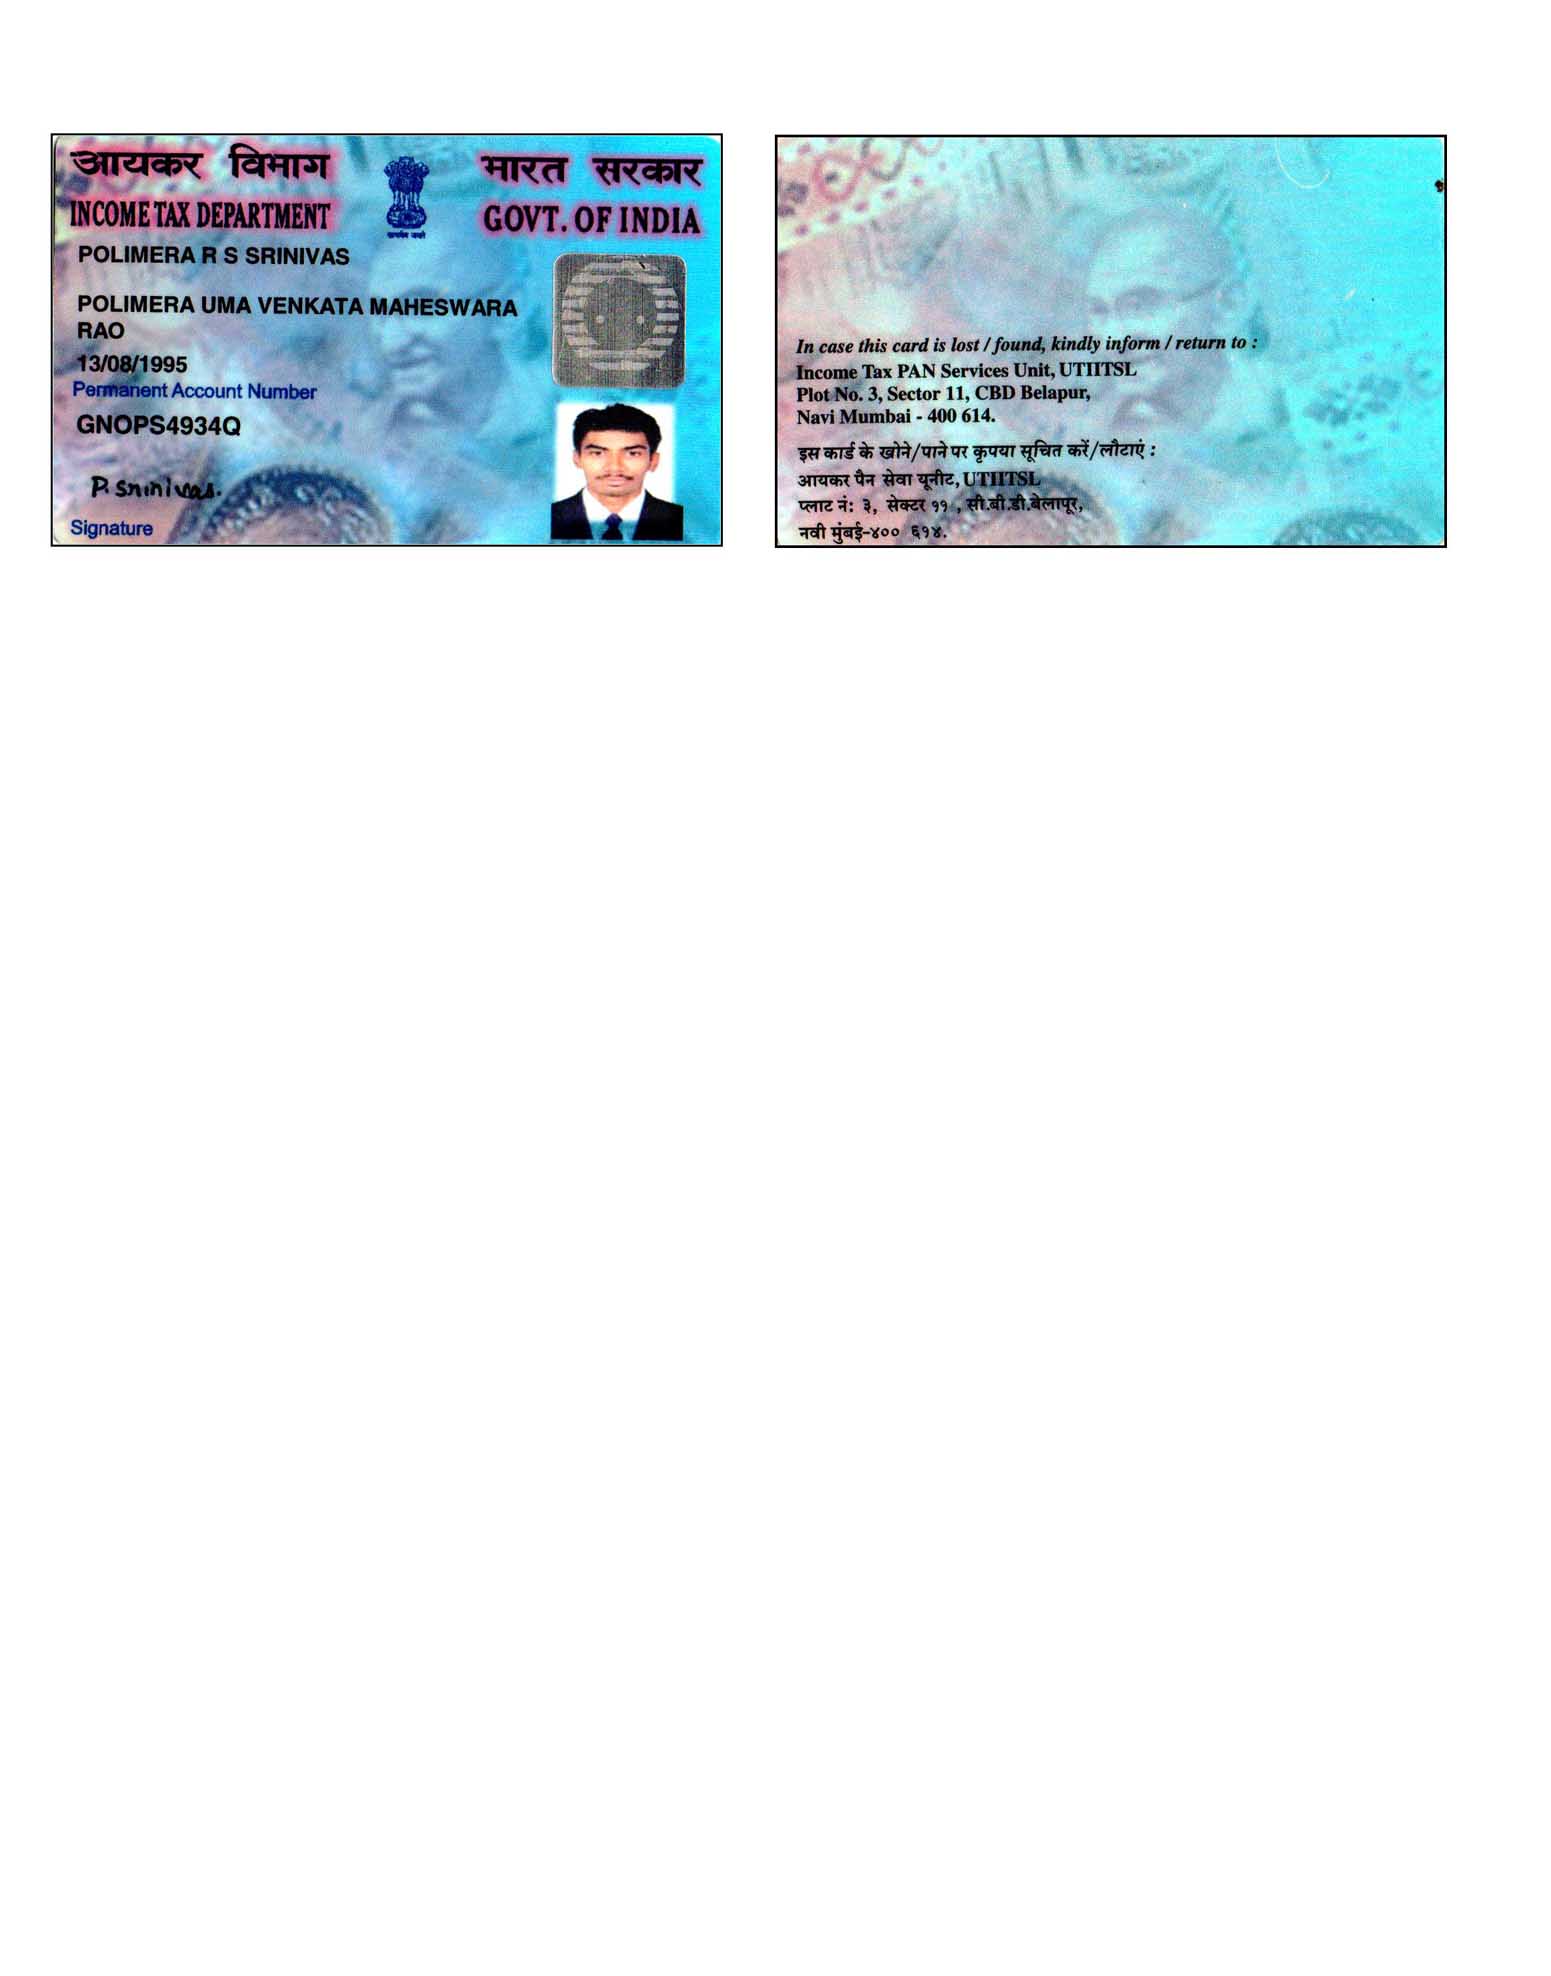 आयकर विभाग
INCOME TAX DEPARTMENT
भारत सरकार
GOVT. OF INDIA
सत्यमेव जयते
POLIMERA R S SRINIVAS
POLIMERA UMA VENKATA MAHESWARA
RAO
13/08/1995
Permanent Account Number
GNOPS4934Q
P. Srinivas.
Signature
In case this card is lost / found, kindly inform / return to :
Income Tax PAN Services Unit, UTIITSL
Plot No. 3, Sector 11, CBD Belapur,
Navi Mumbai - 400 614.
इस कार्ड के खोने/पाने पर कृपया सूचित करें/लौटाएं :
आयकर पैन सेवा यूनीट, UTIITSL
प्लाट नं: ३, सेक्टर ११ , सी.बी.डी.बेलापूर,
नवी मुंबई-४०० ६१४.